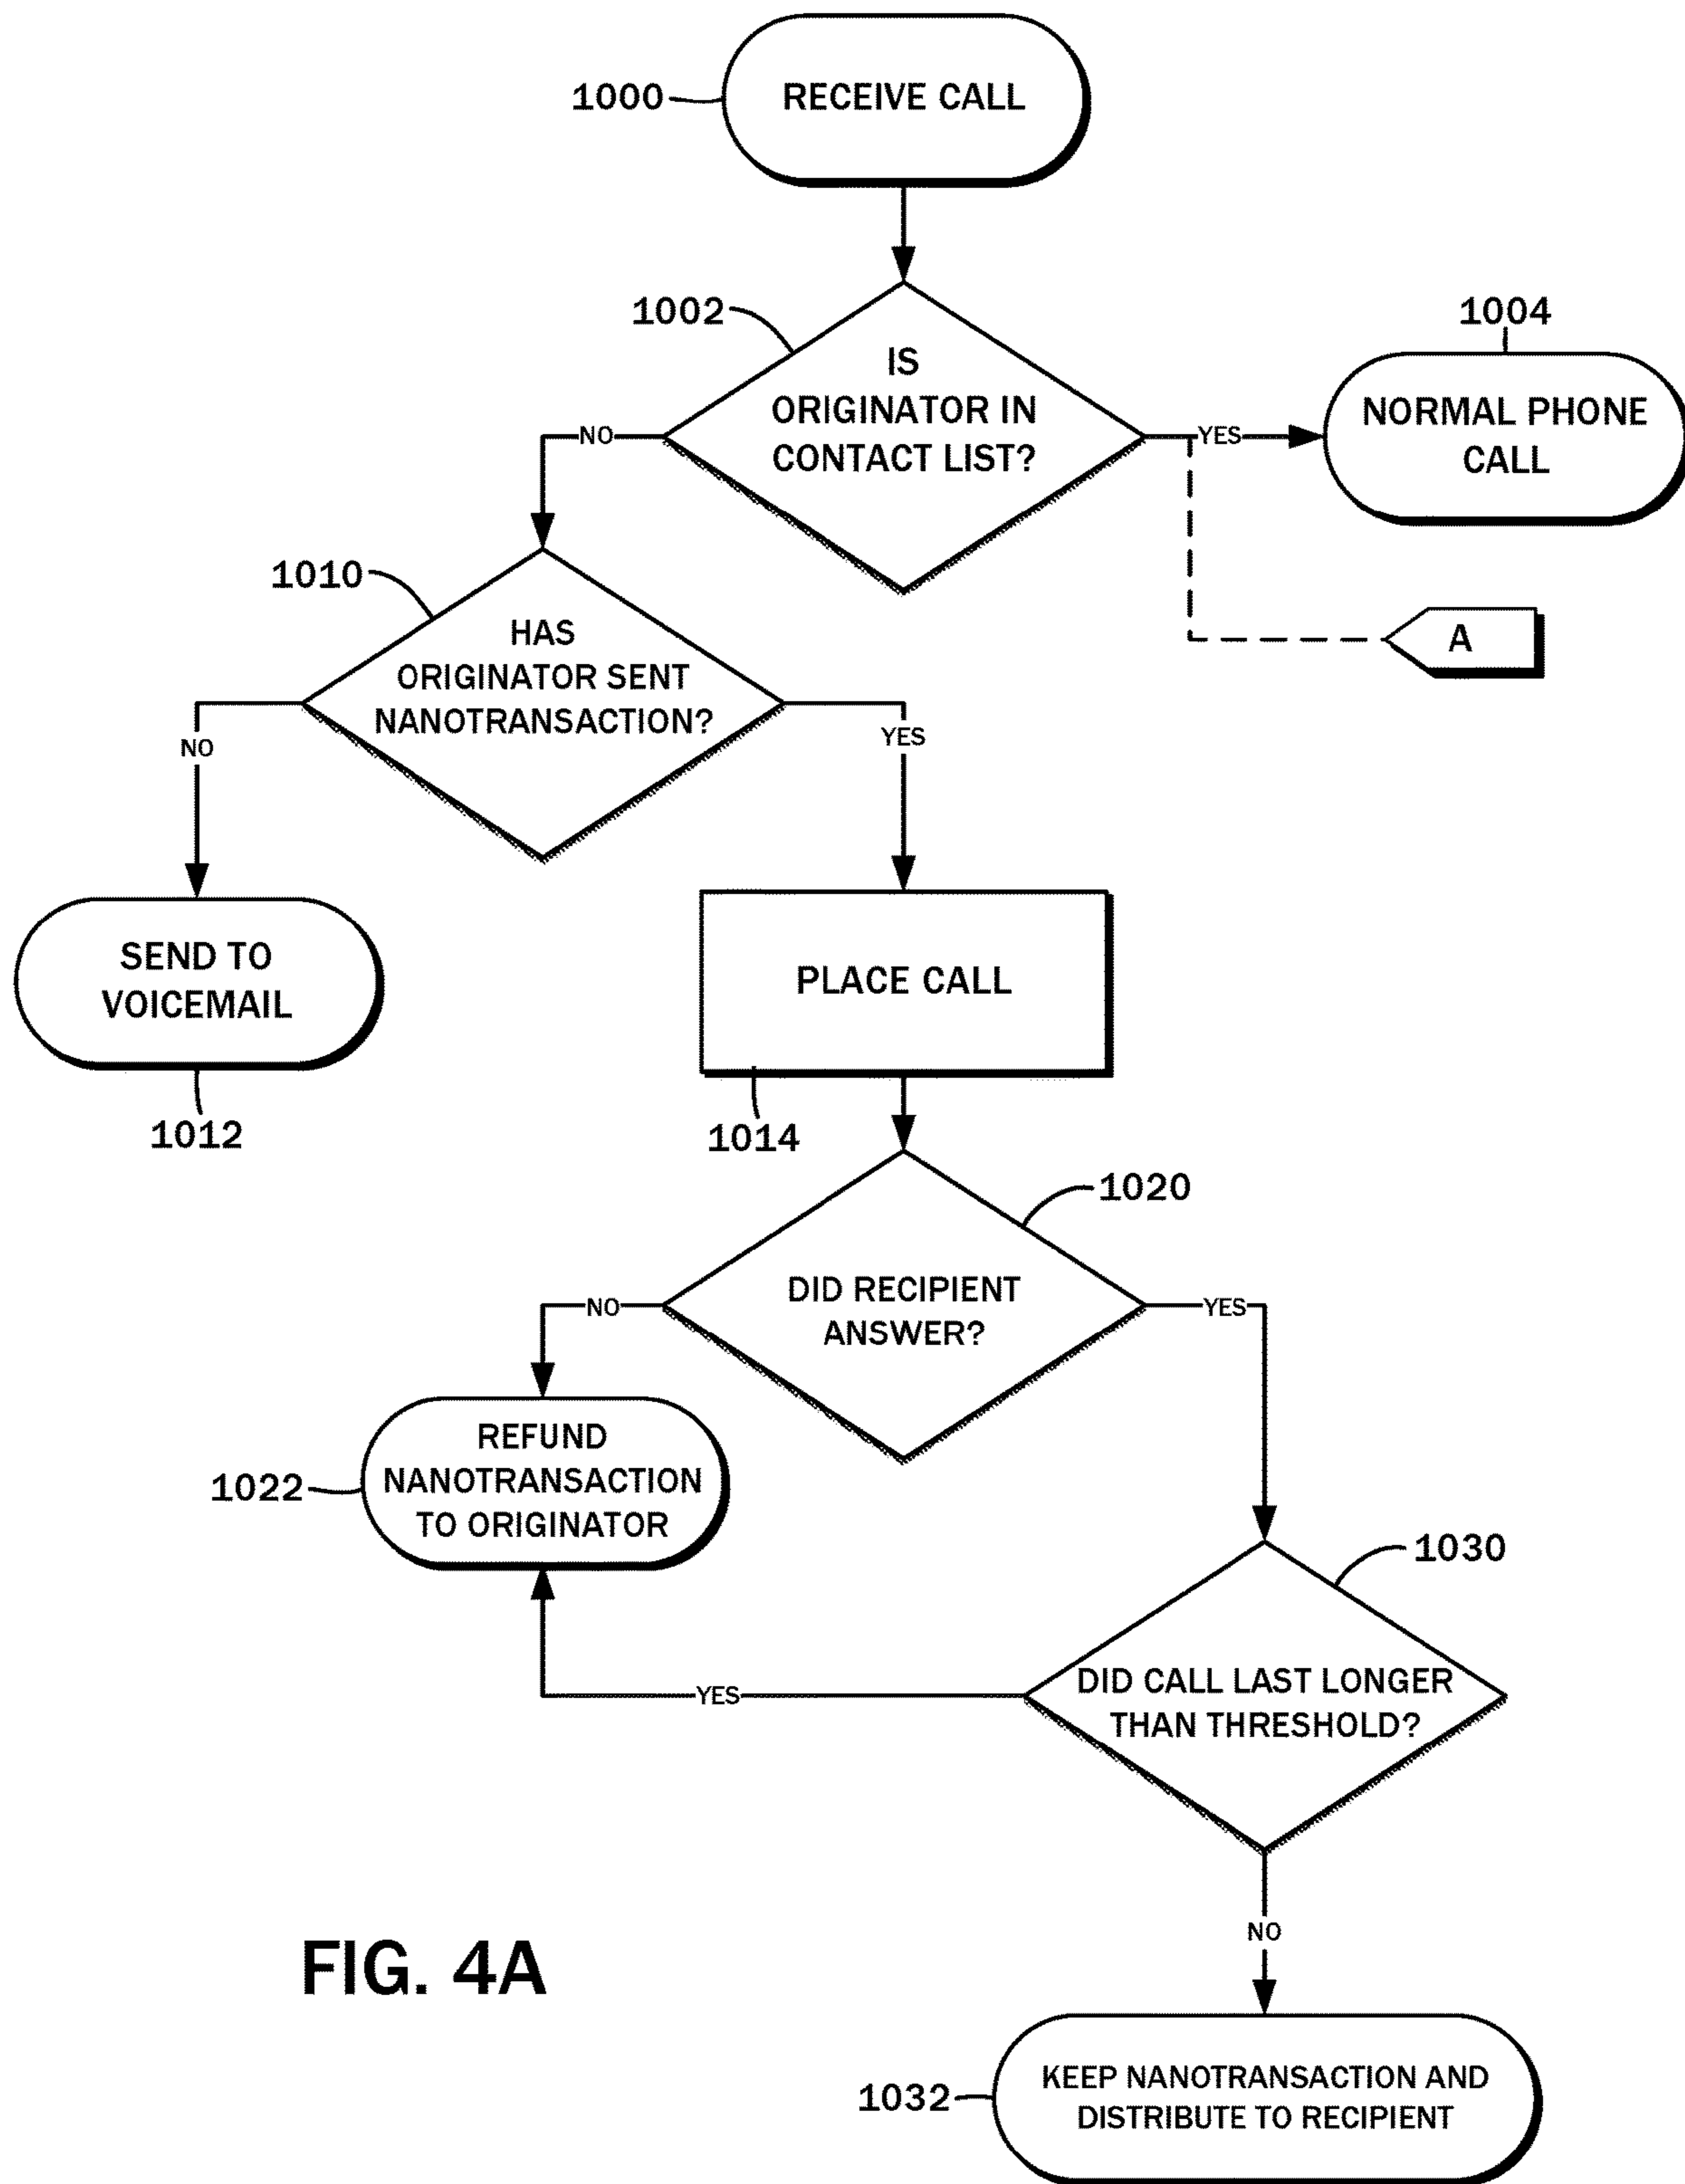 1000
RECEIVE CALL
1002
IS
ORIGINATOR IN
CONTACT LIST?
1004
NORMAL PHONE
CALL
NO
YES
A
1010
HAS
ORIGINATOR SENT
NANOTRANSACTION?
NO
YES
SEND TO
VOICEMAIL
1012
PLACE CALL
1014
1020
DID RECIPIENT
ANSWER?
NO
YES
REFUND
NANOTRANSACTION
TO ORIGINATOR
1022
1030
DID CALL LAST LONGER
THAN THRESHOLD?
YES
NO
FIG. 4A
1032
KEEP NANOTRANSACTION AND
DISTRIBUTE TO RECIPIENT